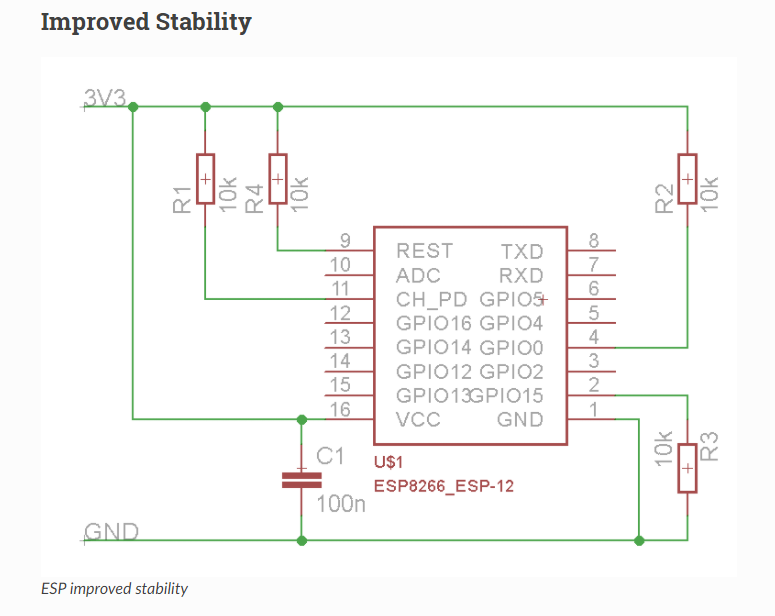 Improved Stability
3V3
R1
10k
R4
10k
R2
10k
9 REST TXD 8
10 ADC RXD 7
11 CH_PD GPIO5 6
12 GPIO16 GPIO4 5
13 GPIO14 GPIO0 4
14 GPIO12 GPIO2 3
15 GPIO13 GPIO15 2
16 VCC GND 1
C1
100n
U$1
ESP8266_ESP-12
10k
R3
GND
ESP improved stability